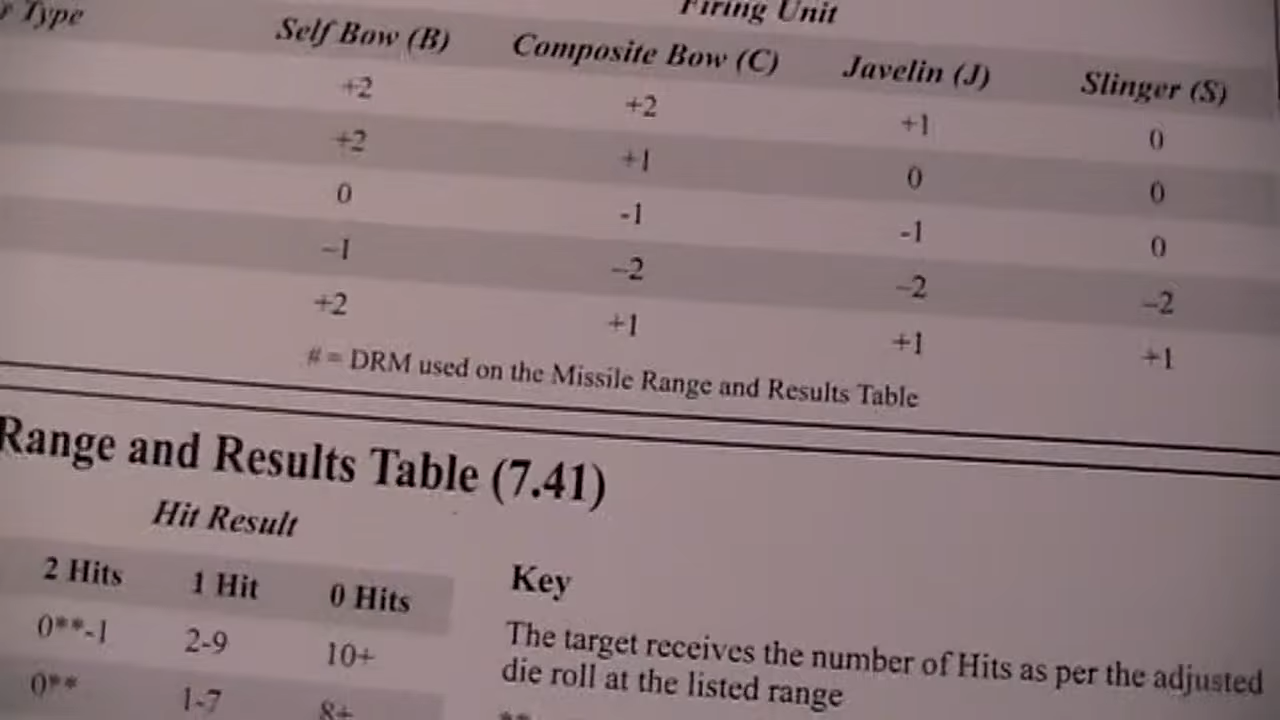 Type
Firing Unit
Self Bow (B) Composite Bow (C) Javelin (J) Slinger (S)
+2 +2 +1 0
+2 +1 0 0
0 -1 -1 0
–1 –2 –2 –2
+2 +1 +1 +1
# = DRM used on the Missile Range and Results Table
Range and Results Table (7.41)
Hit Result
2 Hits 1 Hit 0 Hits
0**-1 2-9 10+
0** 1-7 8+
Key
The target receives the number of Hits as per the adjusted
die roll at the listed range
**